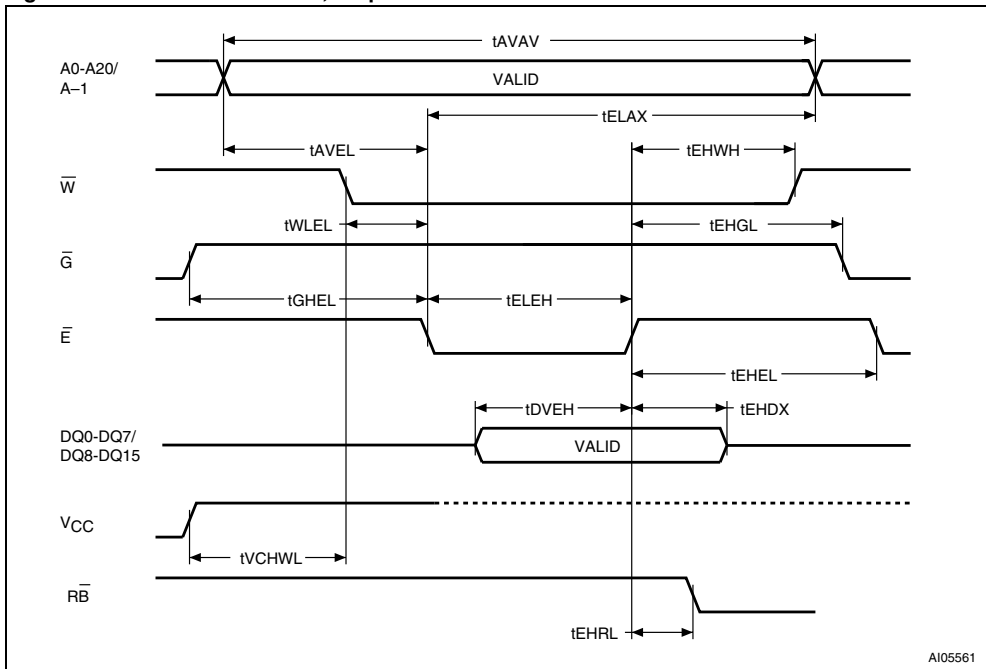 tAVAV
A0-A20/
A–1
VALID
tELAX
tAVEL
tEHWH
W̅
tWLEL
tEHGL
G̅
tGHEL
tELEH
E̅
tEHEL
tDVEH
tEHDX
DQ0-DQ7/
DQ8-DQ15
VALID
VCC
tVCHWL
RB̅
tEHRL
AI05561